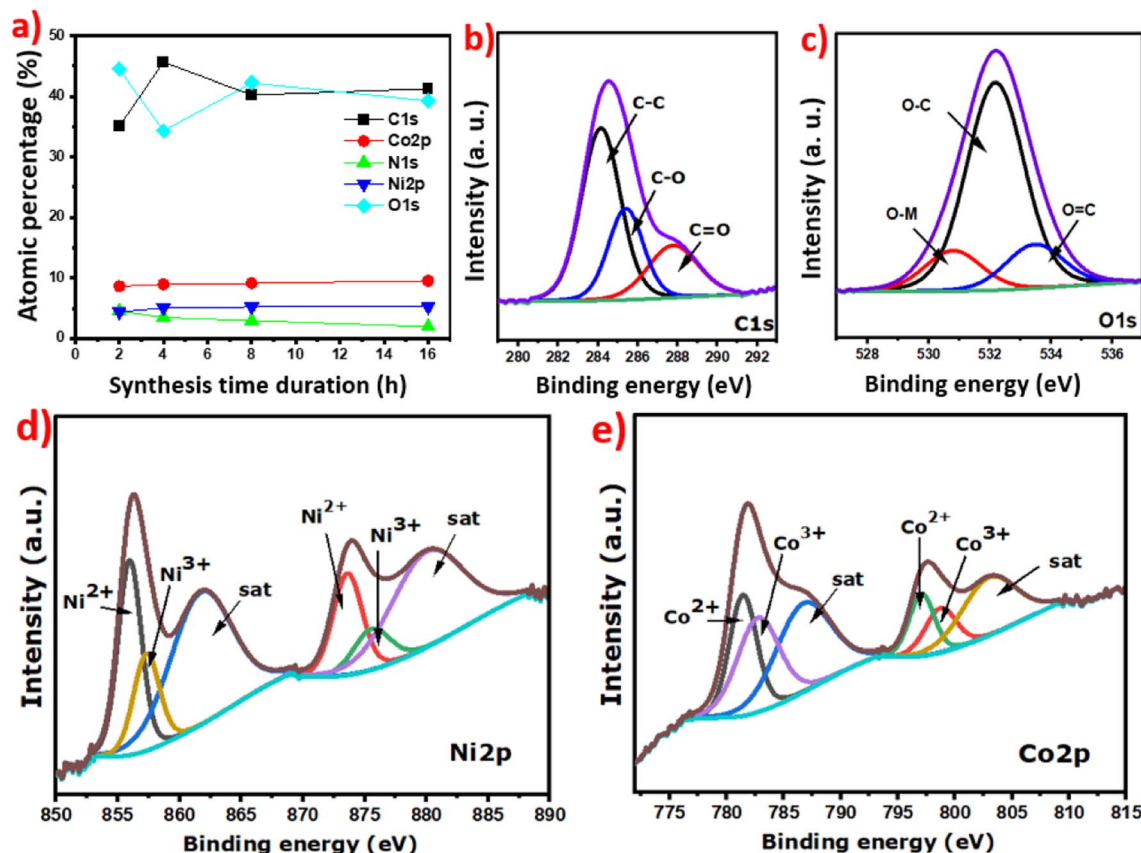 a)
50
40
30
20
10
0
Atomic percentage (%)
C1s
Co2p
N1s
Ni2p
O1s
0 2 4 6 8 10 12 14 16
Synthesis time duration (h)
b)
Intensity (a. u.)
C-C
C-O
C=O
C1s
280 282 284 286 288 290 292
Binding energy (eV)
c)
Intensity (a. u.)
O-C
O-M
O=C
O1s
528 530 532 534 536
Binding energy (eV)
d)
Intensity (a.u.)
Ni2+
Ni3+
sat
Ni2+
Ni3+
sat
Ni2p
850 855 860 865 870 875 880 885 890
Binding energy (eV)
e)
Intensity (a.u.)
Co2+
Co3+
sat
Co2+
Co3+
sat
Co2p
775 780 785 790 795 800 805 810 815
Binding energy (eV)